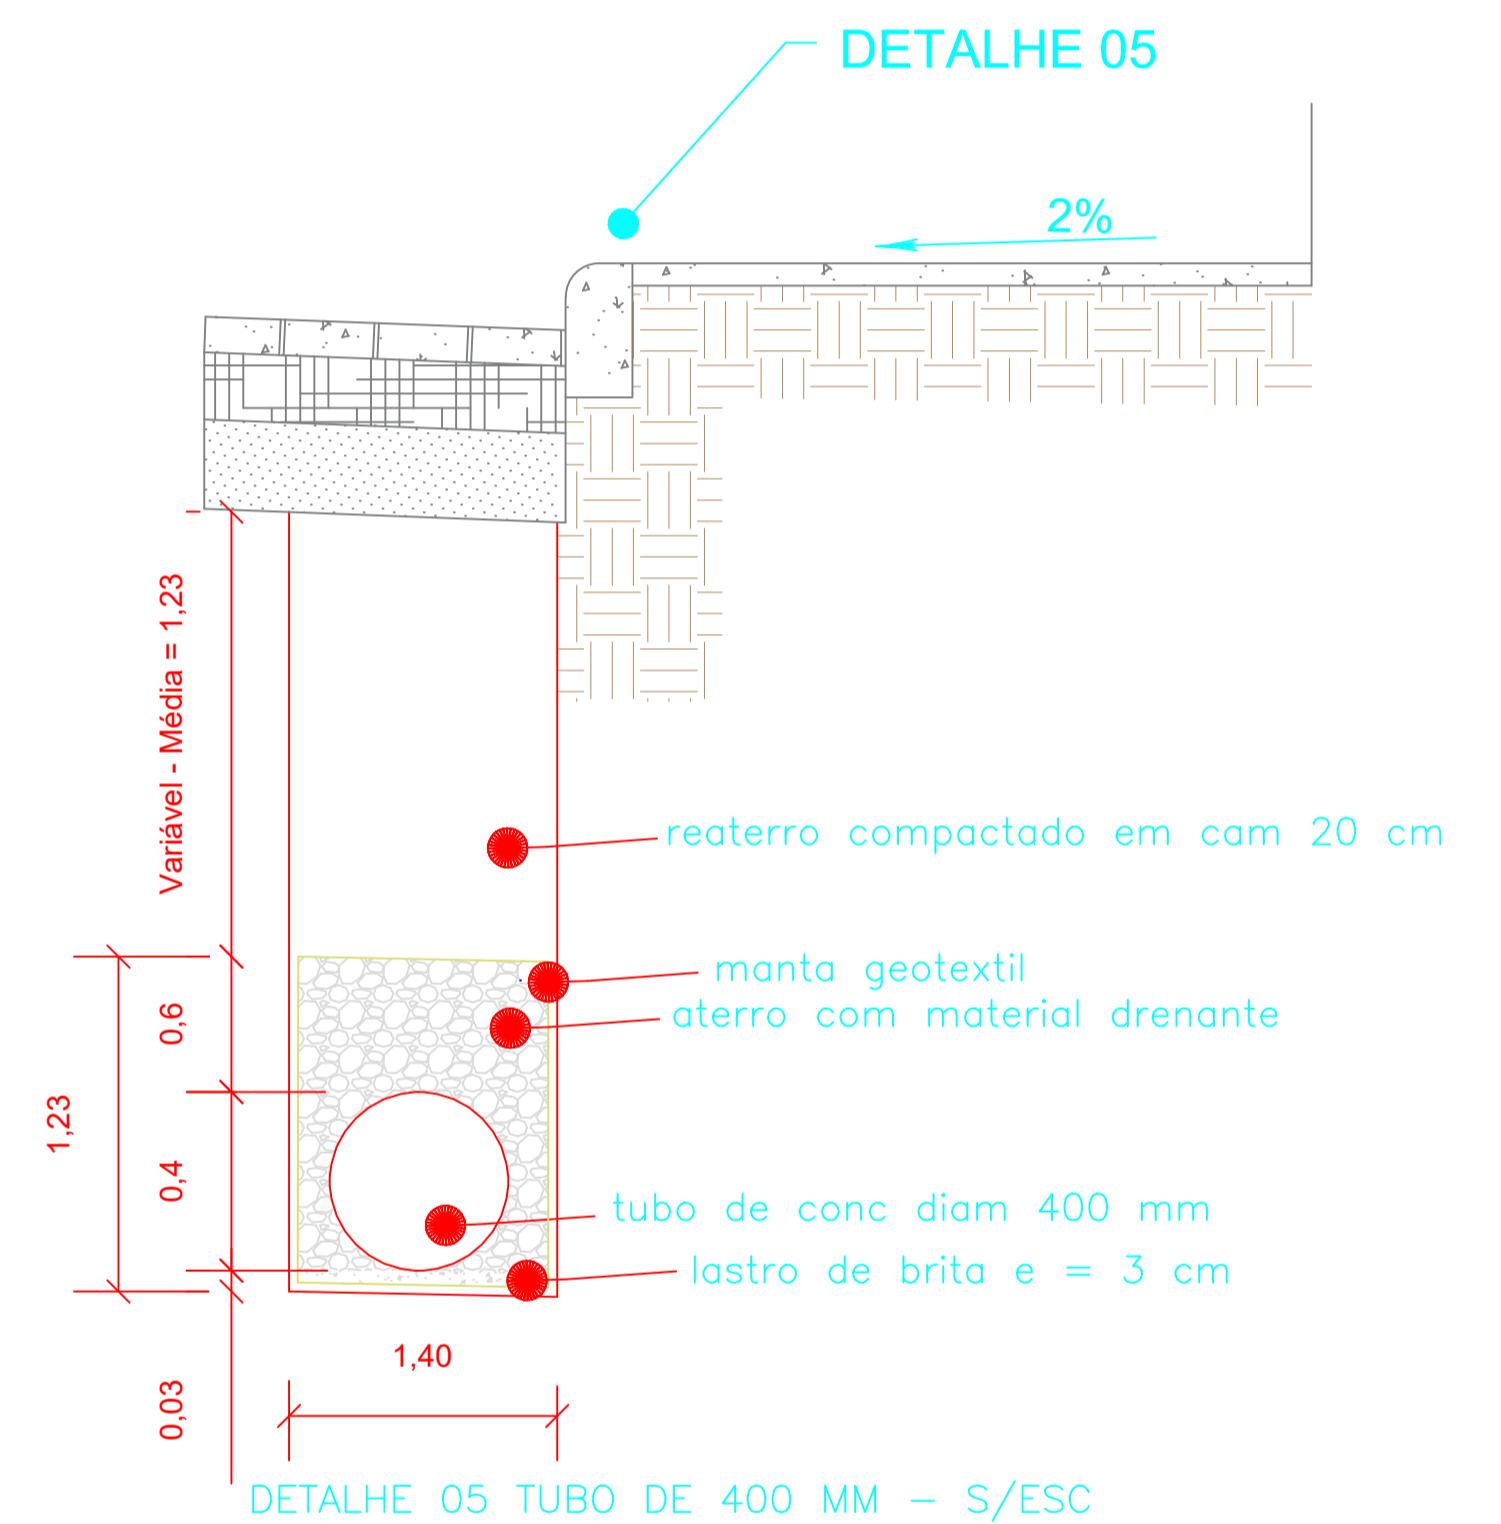 DETALHE 05
2%
Variável - Média = 1,23
reaterro compactado em cam 20 cm
manta geotextil
aterro com material drenante
0,6
1,23
0,4
tubo de conc diam 400 mm
lastro de brita e = 3 cm
1,40
0,03
DETALHE 05 TUBO DE 400 MM - S/ESC